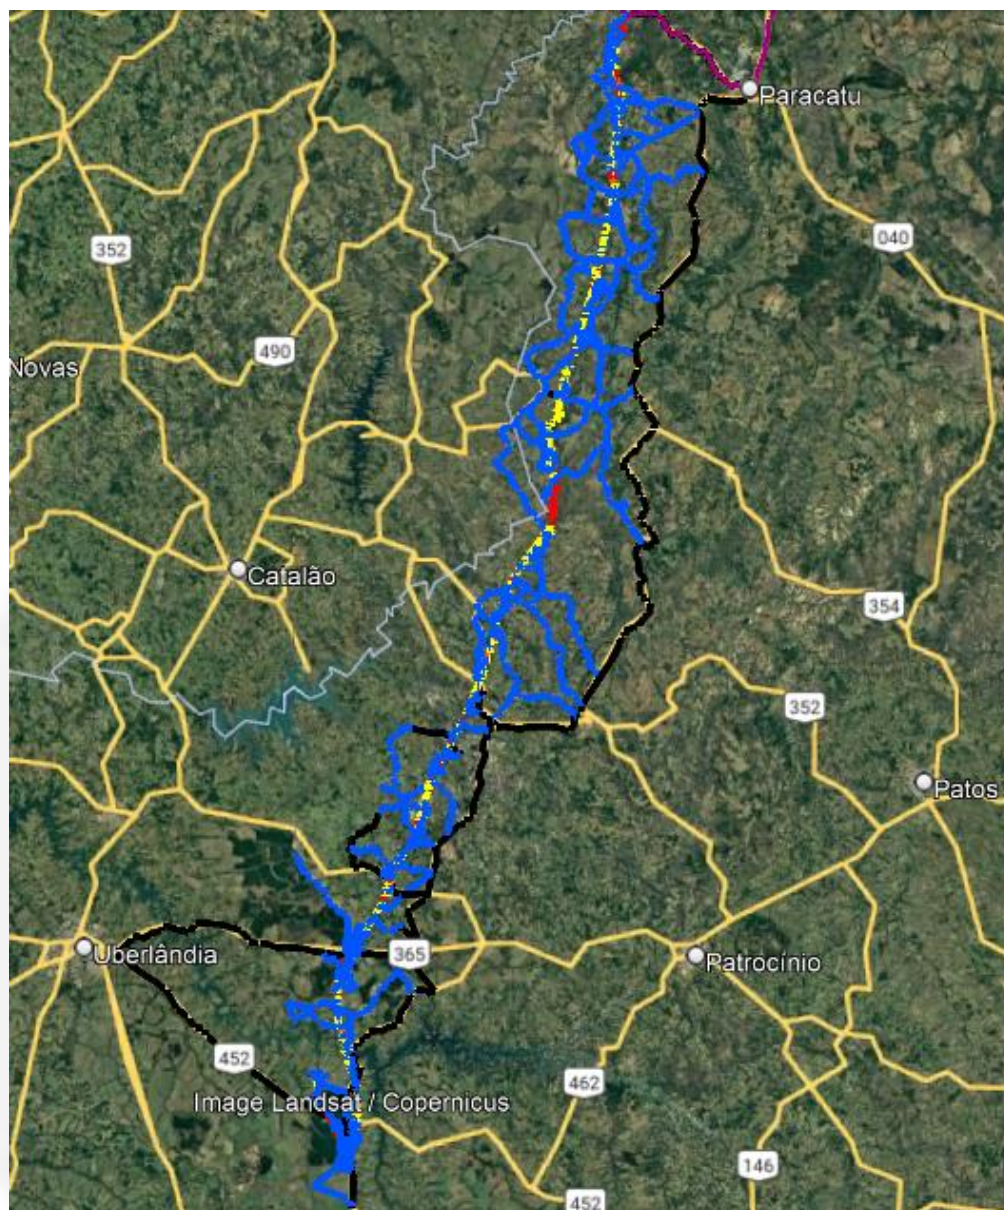 Paracatu
040
352
490
Novas
Catalão
354
352
Patos
Uberlândia
365
Patrocínio
452
462
Image Landsat / Copernicus
146
452